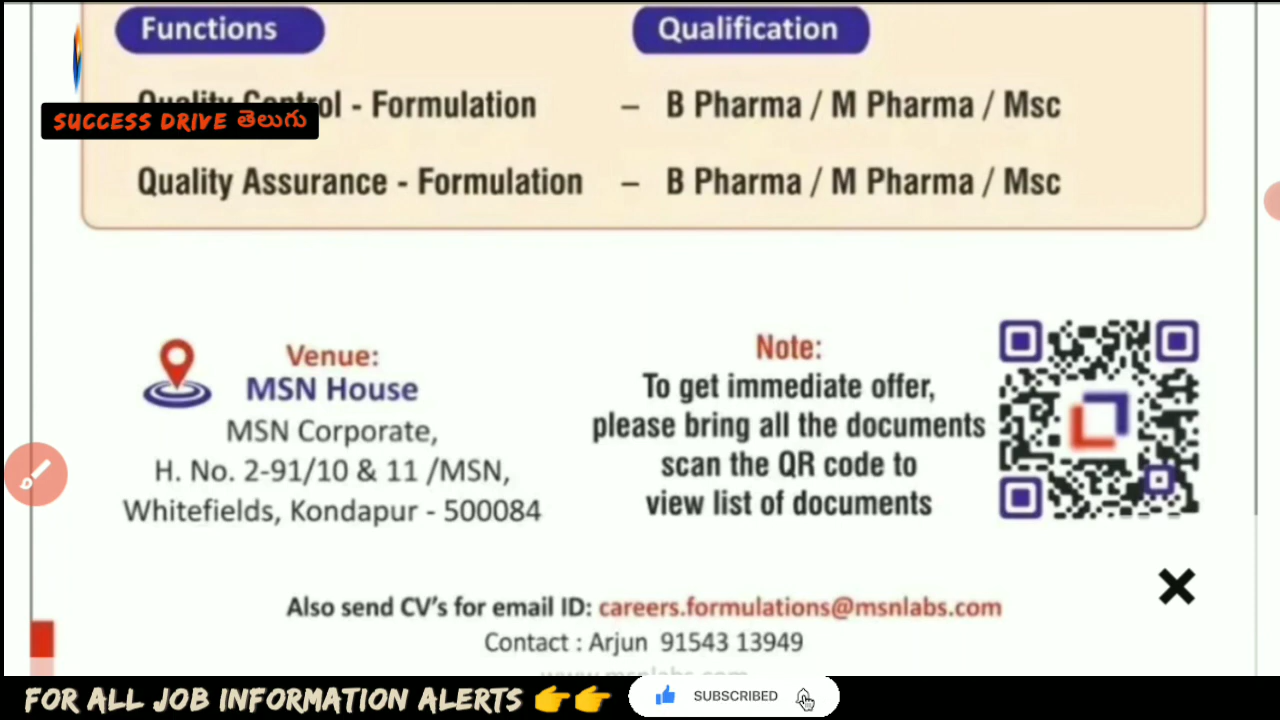 Functions
Qualification
Quality Control - Formulation – B Pharma / M Pharma / Msc
SUCCESS DRIVE తెలుగు
Quality Assurance - Formulation – B Pharma / M Pharma / Msc
Venue:
MSN House
MSN Corporate,
H. No. 2-91/10 & 11 /MSN,
Whitefields, Kondapur - 500084
Note:
To get immediate offer,
please bring all the documents
scan the QR code to
view list of documents
Also send CV's for email ID: careers.formulations@msnlabs.com
Contact : Arjun 91543 13949
www.msnlabs.com
FOR ALL JOB INFORMATION ALERTS 👉👉
SUBSCRIBED